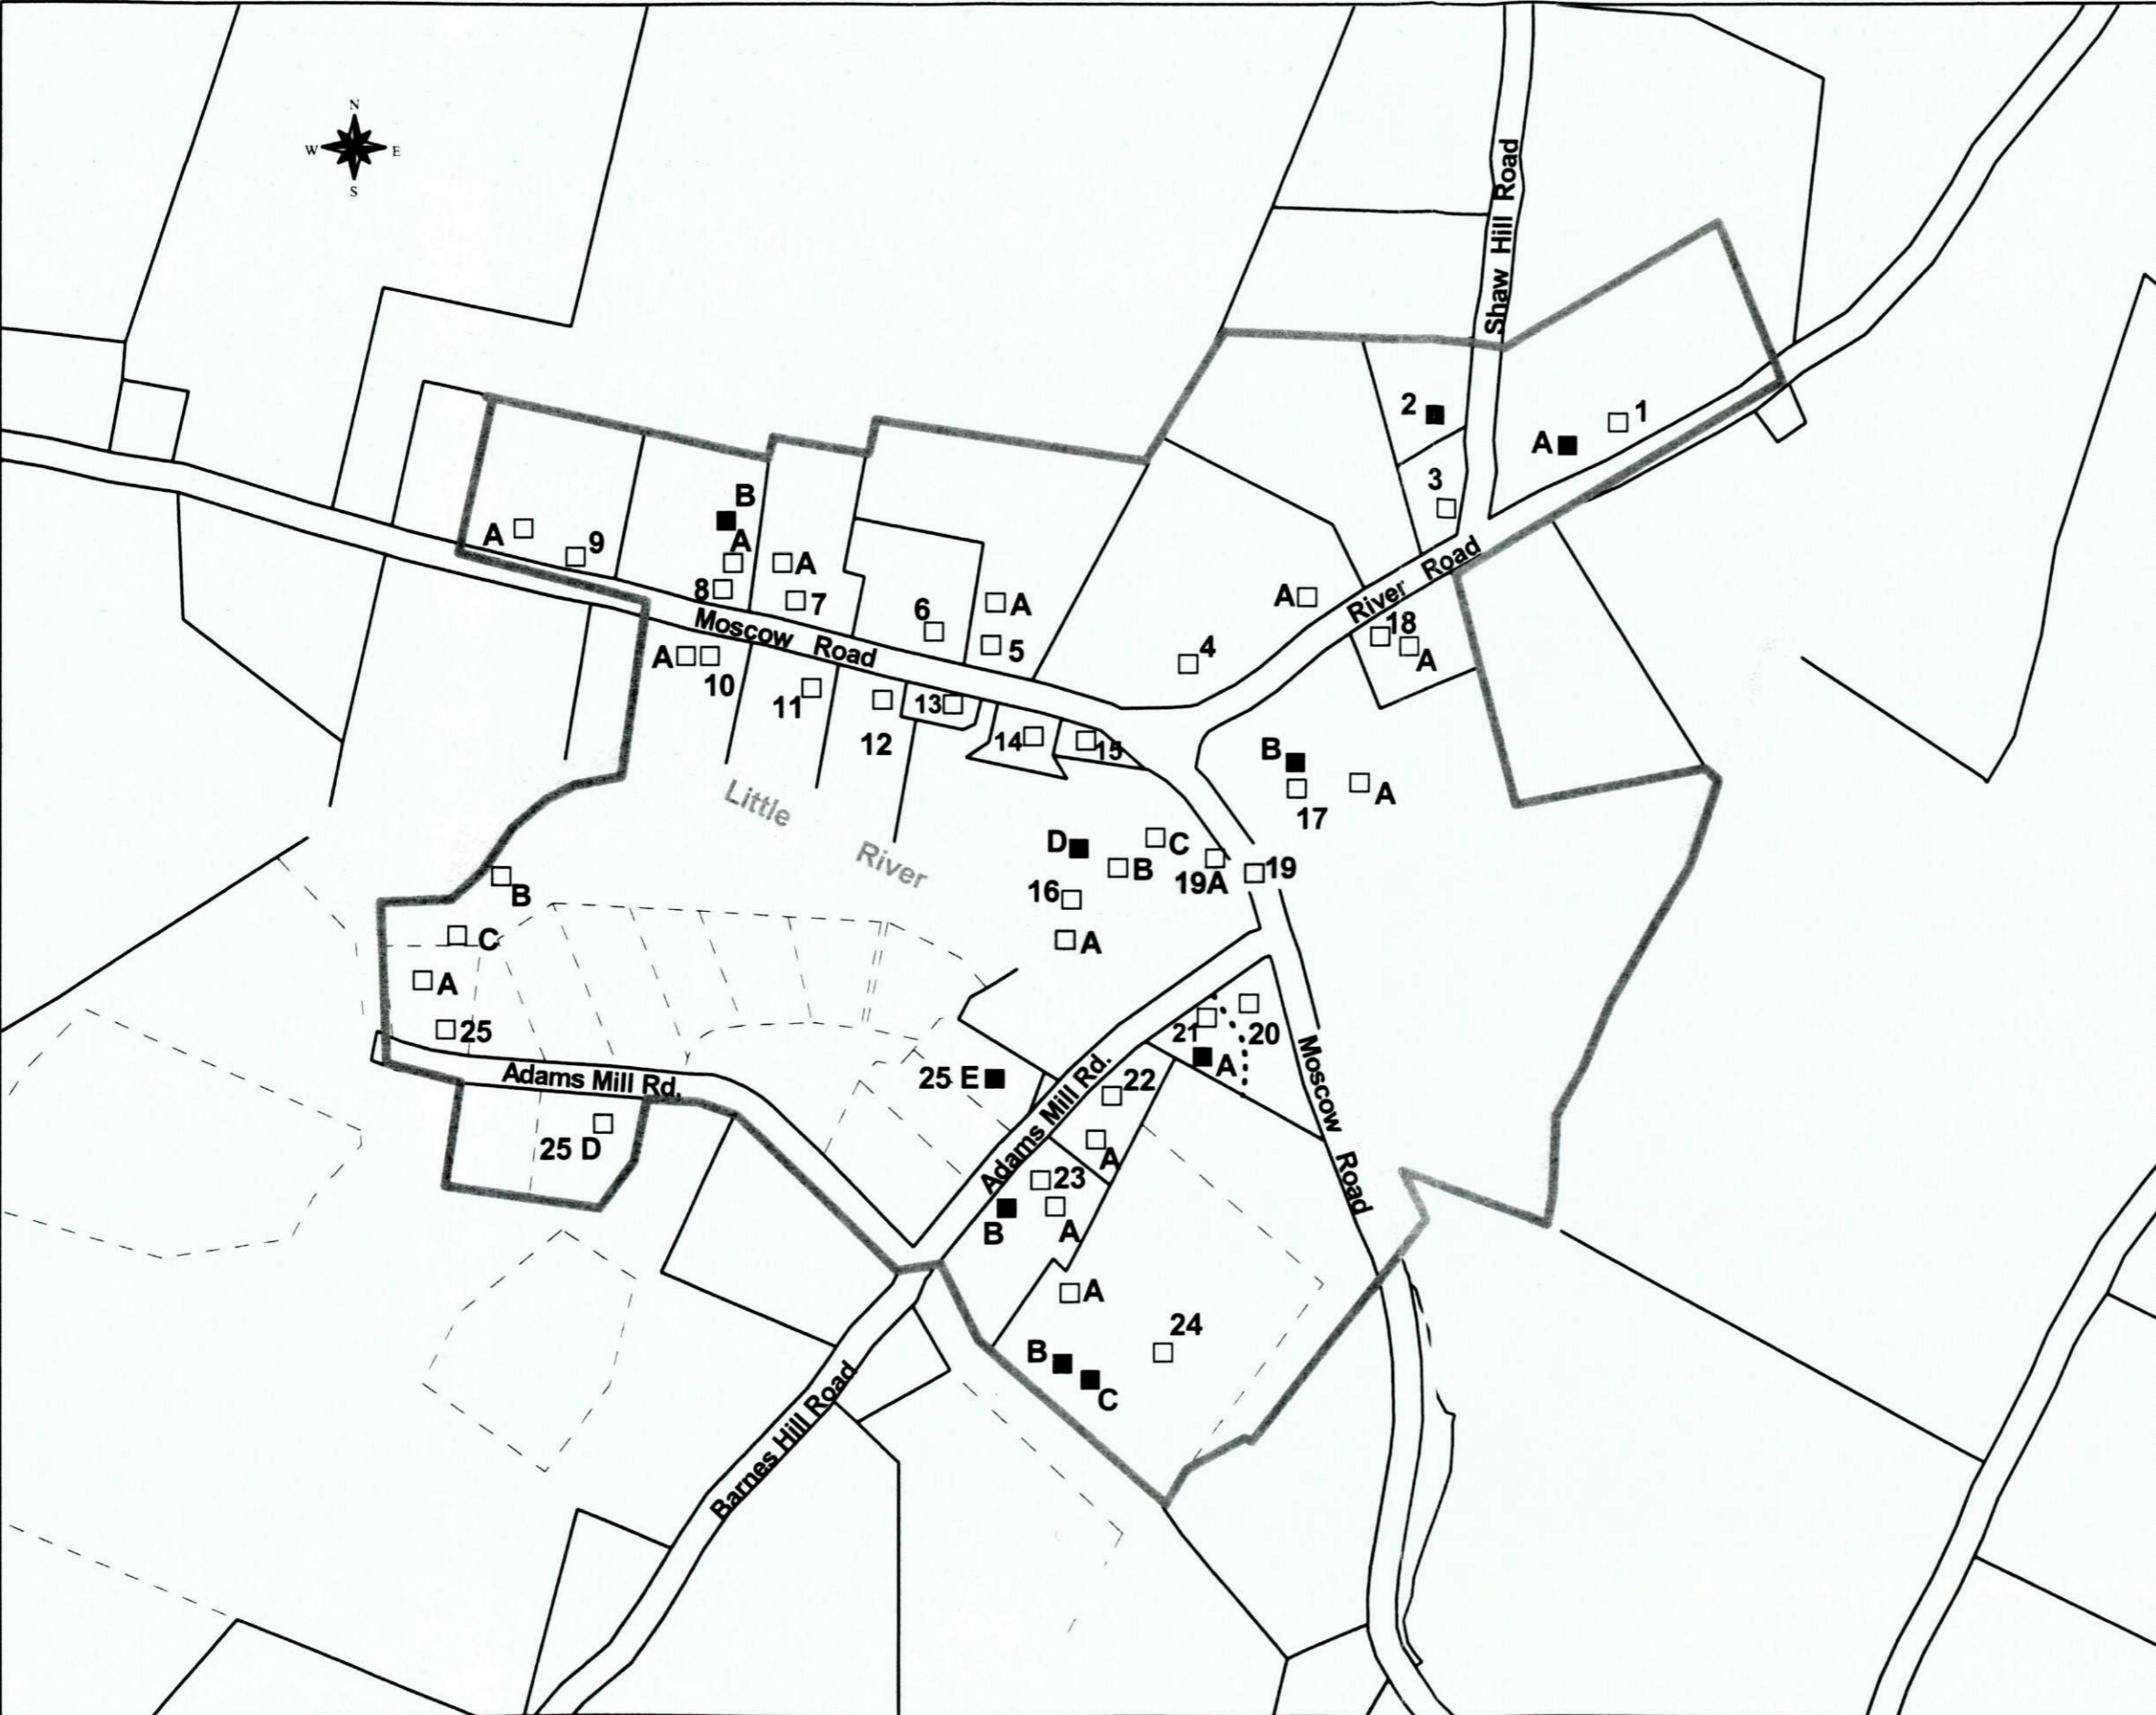 N
W E
S
Shaw Hill Road
2
1
A
3
B
A 9
A
A
8
7
6
A
5
A
River Road
18
A
4
Moscow Road
A
10
11
12
13
14
15
B
A
17
Little
River
D
C
B
19
19A
16
A
B
C
A
25
21
20
A
Moscow
Road
Adams Mill Rd.
25 E
22
A
Adams Mill Rd.
25 D
23
B
A
A
24
B
C
Barnes Hill Road